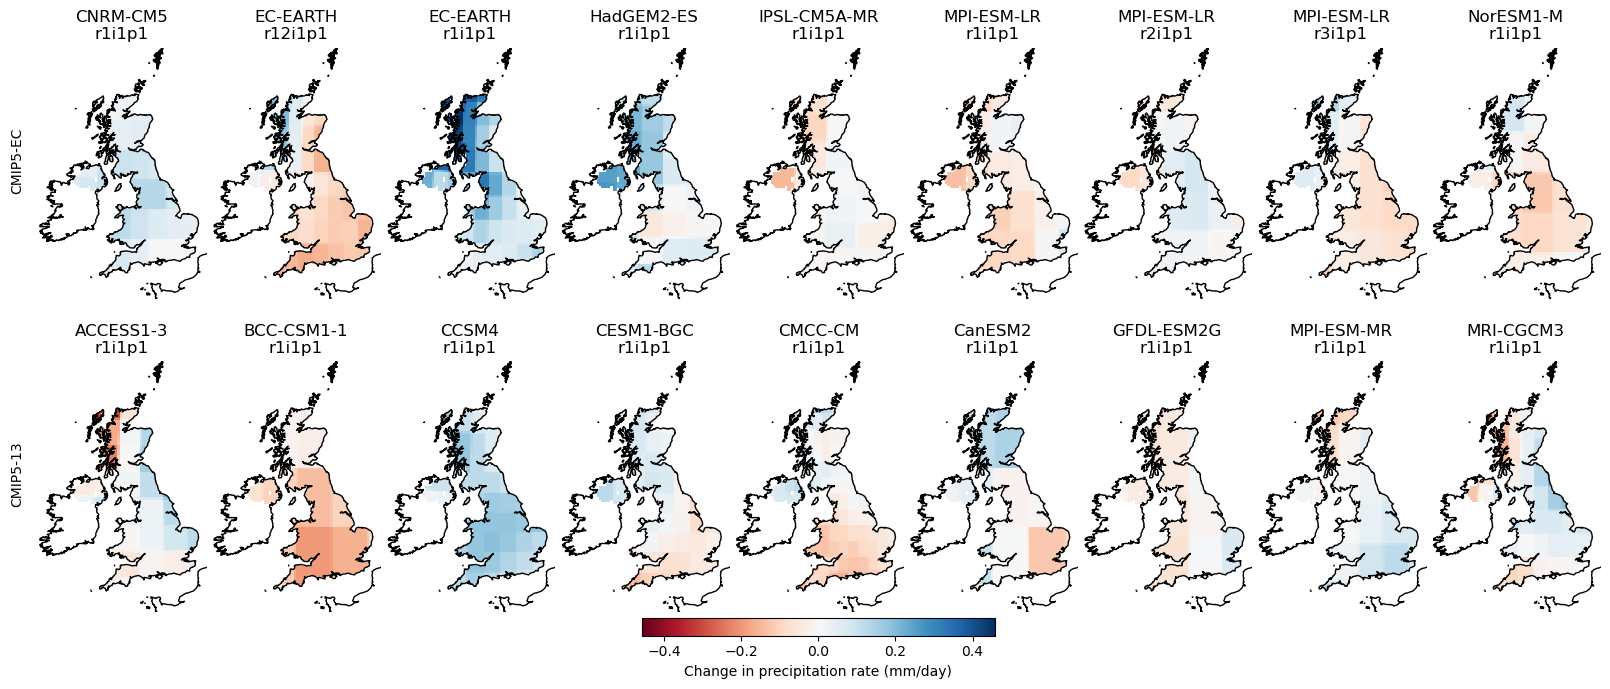 CNRM-CM5 EC-EARTH EC-EARTH HadGEM2-ES IPSL-CM5A-MR MPI-ESM-LR MPI-ESM-LR MPI-ESM-LR NorESM1-M
r1i1p1 r12i1p1 r1i1p1 r1i1p1 r1i1p1 r1i1p1 r2i1p1 r3i1p1 r1i1p1
CMIP5-EC
ACCESS1-3 BCC-CSM1-1 CCSM4 CESM1-BGC CMCC-CM CanESM2 GFDL-ESM2G MPI-ESM-MR MRI-CGCM3
r1i1p1 r1i1p1 r1i1p1 r1i1p1 r1i1p1 r1i1p1 r1i1p1 r1i1p1 r1i1p1
CMIP5-13
−0.4 −0.2 0.0 0.2 0.4
Change in precipitation rate (mm/day)